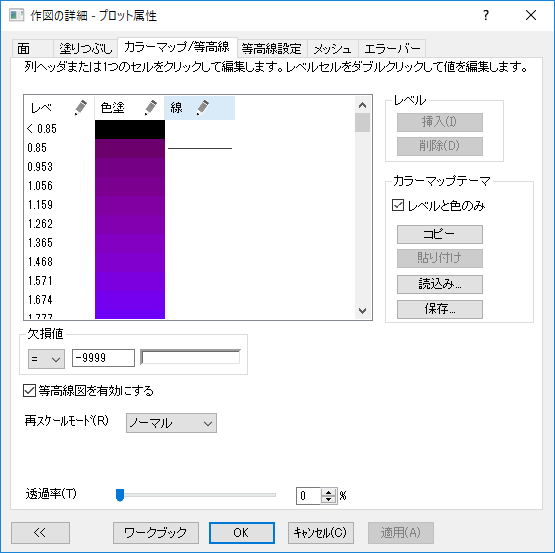 作図の詳細 - プロット属性
面 塗りつぶし カラーマップ/等高線 等高線設定 メッシュ エラーバー
列ヘッダまたは1つのセルをクリックして編集します。レベルセルをダブルクリックして値を編集します。
レベ 色塗 線
< 0.85
0.85
0.953
1.056
1.159
1.262
1.365
1.468
1.571
1.674
1.777
レベル
挿入(I)
削除(D)
カラーマップテーマ
レベルと色のみ
コピー
貼り付け
読込み...
保存...
欠損値
= -9999
等高線図を有効にする
再スケールモード(R) ノーマル
透過率(T) 0 %
<< ワークブック OK キャンセル(C) 適用(A)